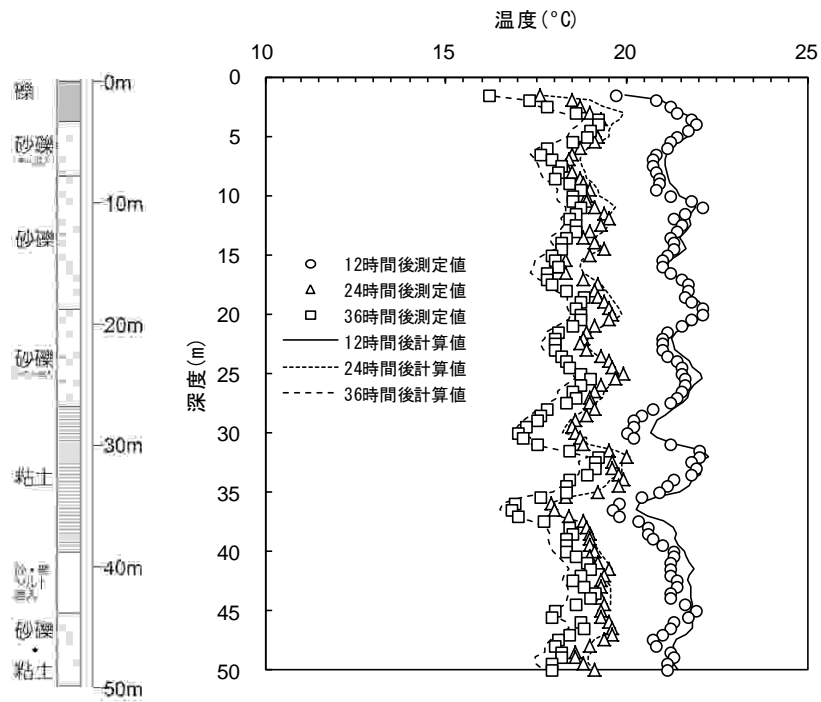 温度(°C)
10 15 20 25
0
5
10
15
20
25
30
35
40
45
50
深度(m)
12時間後測定値
24時間後測定値
36時間後測定値
12時間後計算値
24時間後計算値
36時間後計算値
0m
10m
20m
30m
40m
50m
礫
砂礫
砂礫
砂礫
粘土
砂礫
・
粘土